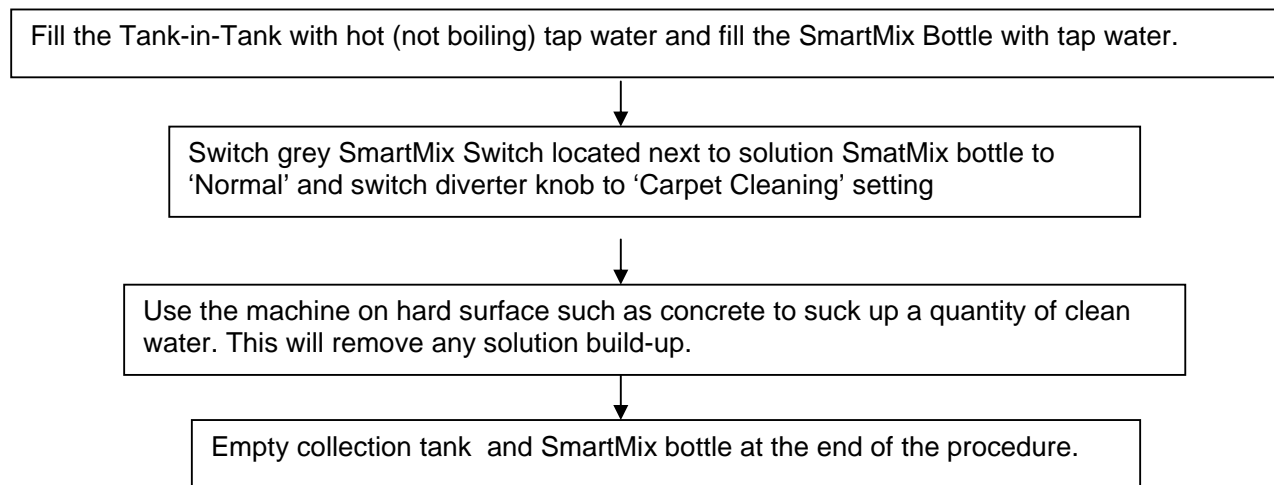 Fill the Tank-in-Tank with hot (not boiling) tap water and fill the SmartMix Bottle with tap water.
Switch grey SmartMix Switch located next to solution SmatMix bottle to
‘Normal’ and switch diverter knob to ‘Carpet Cleaning’ setting
Use the machine on hard surface such as concrete to suck up a quantity of clean
water. This will remove any solution build-up.
Empty collection tank  and SmartMix bottle at the end of the procedure.